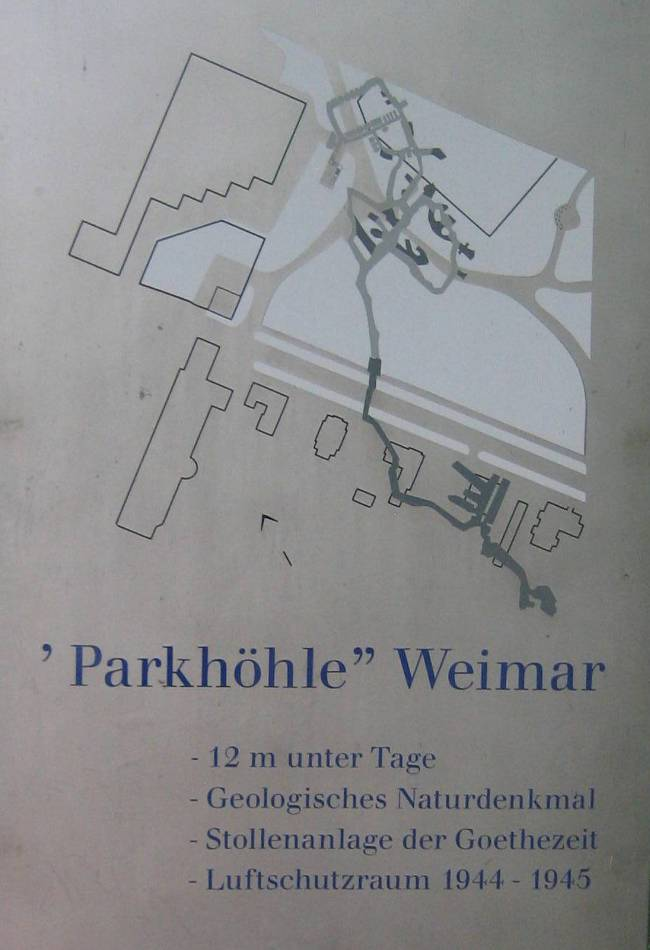 ’Parkhöhle” Weimar
- 12 m unter Tage
- Geologisches Naturdenkmal
- Stollenanlage der Goethezeit
- Luftschutzraum 1944 - 1945